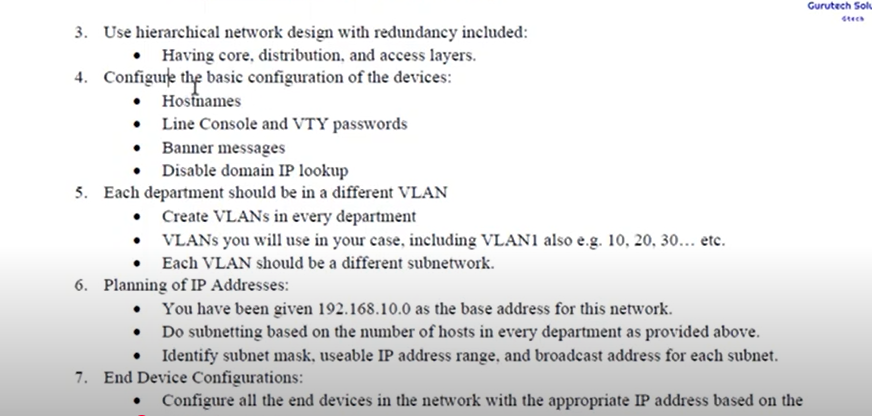 Gurutech Solu
Gtech
3. Use hierarchical network design with redundancy included:
• Having core, distribution, and access layers.
4. Configure the basic configuration of the devices:
• Hostnames
• Line Console and VTY passwords
• Banner messages
• Disable domain IP lookup
5. Each department should be in a different VLAN
• Create VLANs in every department
• VLANs you will use in your case, including VLAN1 also e.g. 10, 20, 30… etc.
• Each VLAN should be a different subnetwork.
6. Planning of IP Addresses:
• You have been given 192.168.10.0 as the base address for this network.
• Do subnetting based on the number of hosts in every department as provided above.
• Identify subnet mask, useable IP address range, and broadcast address for each subnet.
7. End Device Configurations:
• Configure all the end devices in the network with the appropriate IP address based on the